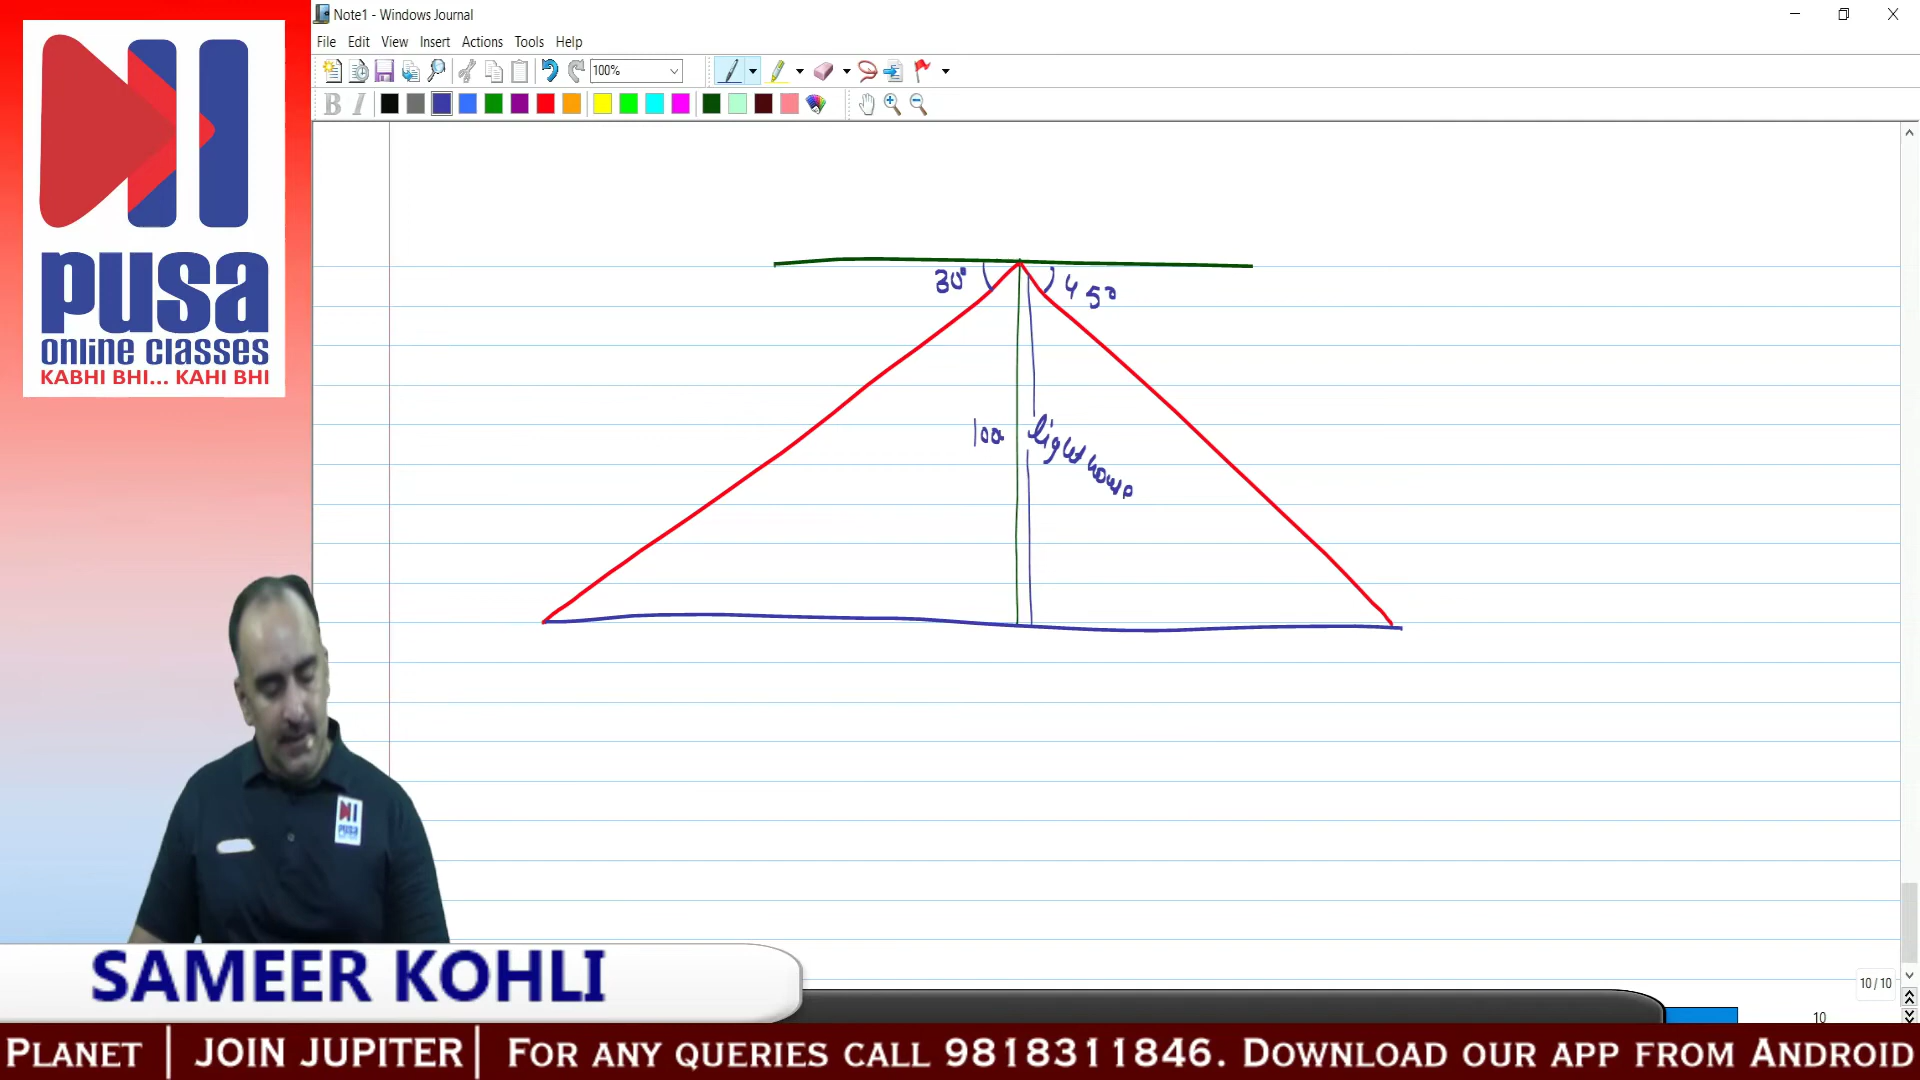 Note1 - Windows Journal
File Edit View Insert Actions Tools Help
100%
B I
pusa
online classes
KABHI BHI... KAHI BHI
30°
45°
100
lighthouse
PUSA
SAMEER KOHLI
10 / 10
10
PLANET | JOIN JUPITER | FOR ANY QUERIES CALL 9818311846. DOWNLOAD OUR APP FROM ANDROID